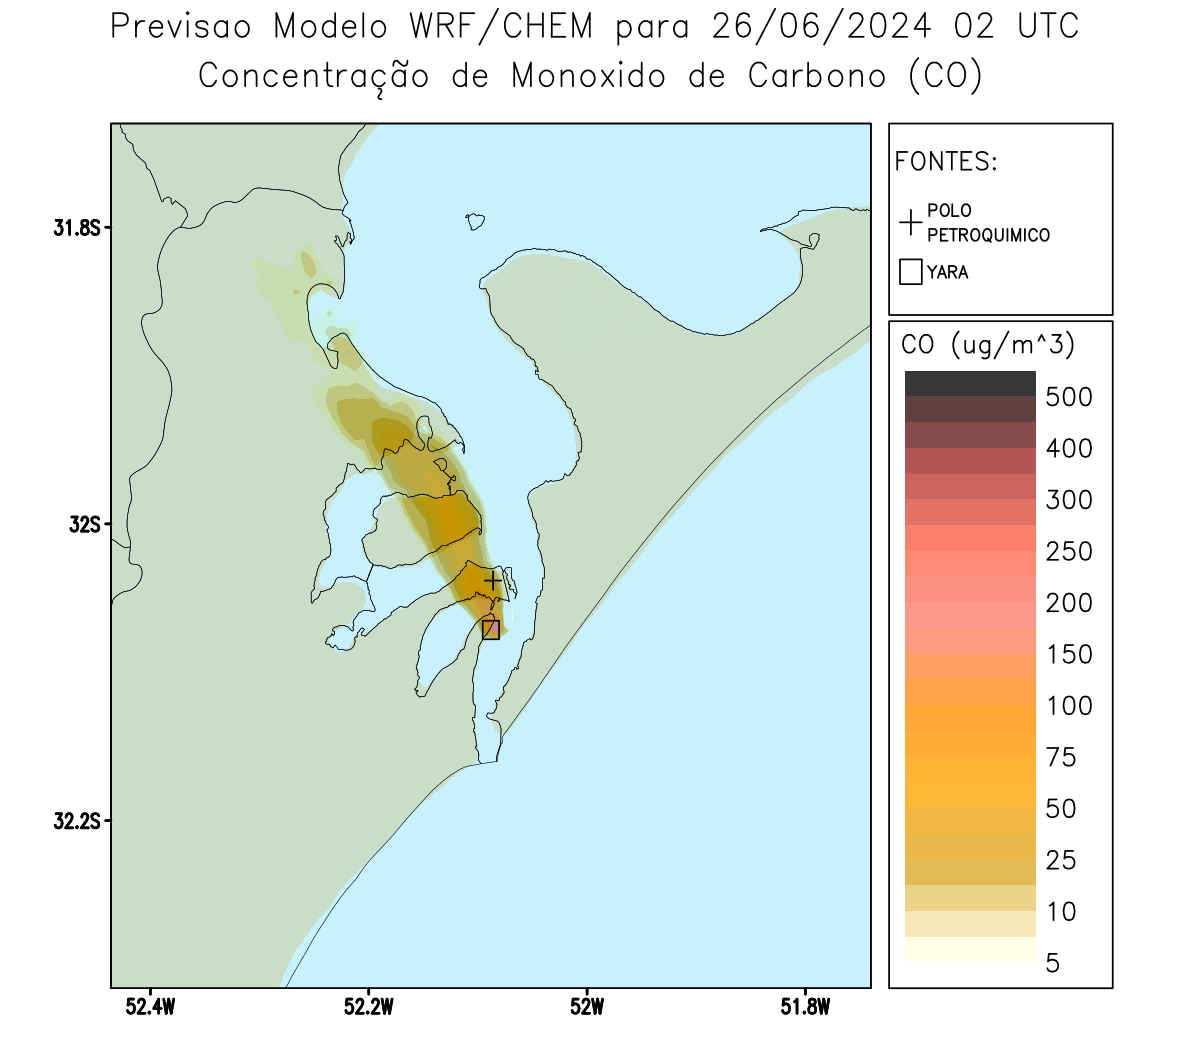 Previsao Modelo WRF/CHEM para 26/06/2024 02 UTC
Concentração de Monoxido de Carbono (CO)
FONTES:
POLO
PETROQUIMICO
YARA
CO (ug/m^3)
500
400
300
250
200
150
100
75
50
25
10
5
31.8S
32S
32.2S
52.4W
52.2W
52W
51.8W